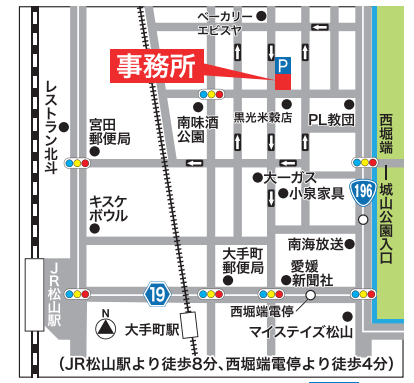 ベーカリー
エピスヤ
P
事務所
レストラン北斗
宮田
郵便局
南味酒
公園
黒光米穀店
PL教団
西堀端
城山公園入口
大一ガス
小泉家具
196
キスケ
ボウル
南海放送
大手町
郵便局
愛媛
新聞社
JR松山駅
19
西堀端電停
N
大手町駅
マイステイズ松山
(JR松山駅より徒歩8分、西堀端電停より徒歩4分)